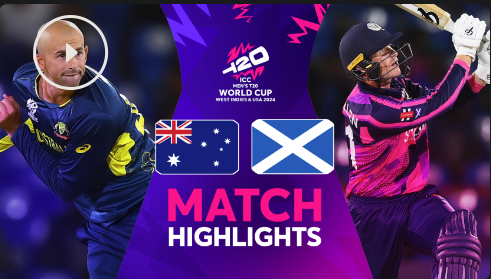 T20
ICC
MEN'S T20
WORLD CUP
WEST INDIES & USA 2024
MATCH
HIGHLIGHTS